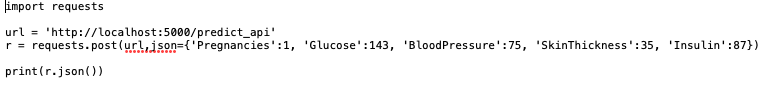 import requests
url = 'http://localhost:5000/predict_api'
r = requests.post(url,json={'Pregnancies':1, 'Glucose':143, 'BloodPressure':75, 'SkinThickness':35, 'Insulin':87})
print(r.json())